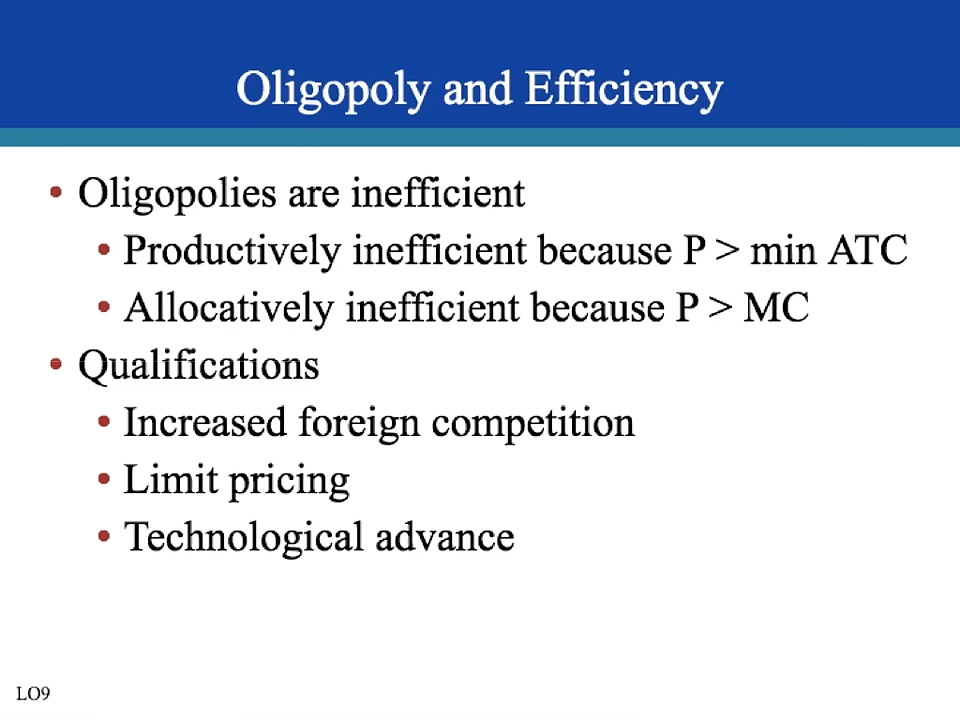 Oligopoly and Efficiency
• Oligopolies are inefficient
• Productively inefficient because P > min ATC
• Allocatively inefficient because P > MC
• Qualifications
• Increased foreign competition
• Limit pricing
• Technological advance
LO9